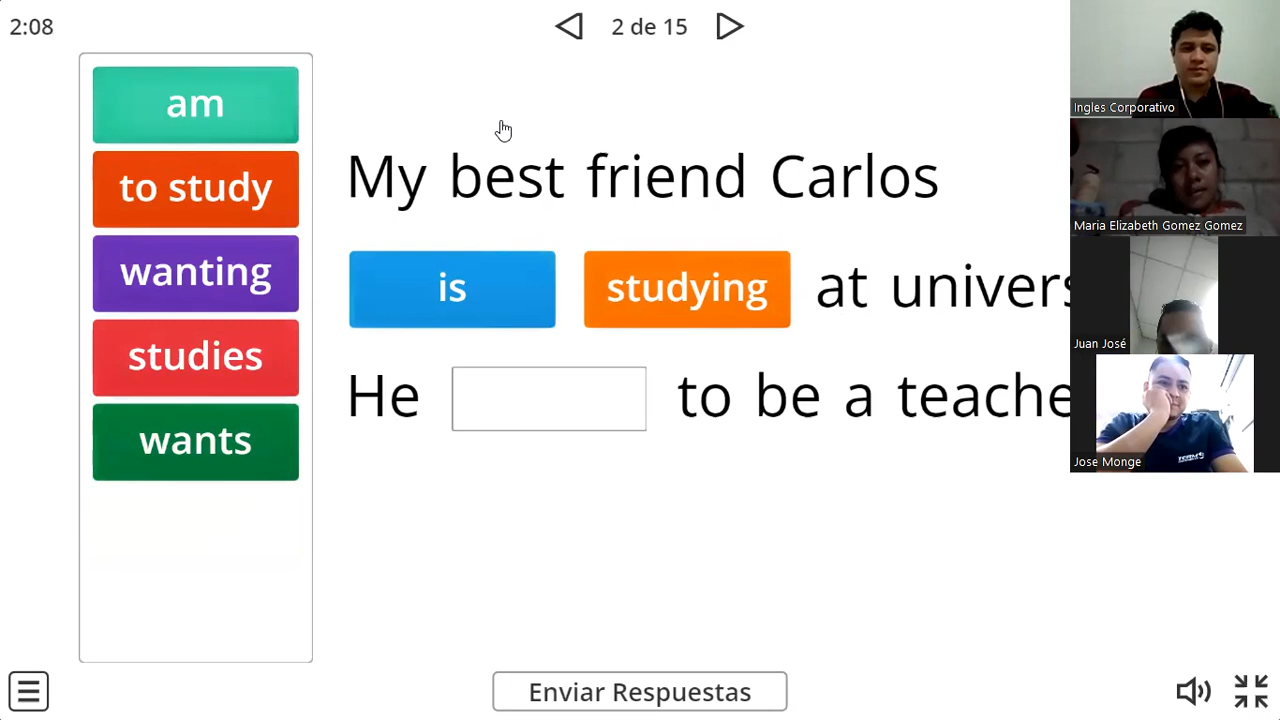 2:08
2 de 15
am
to study
wanting
studies
wants
My best friend Carlos
is studying at univers
He to be a teache
Enviar Respuestas
Ingles Corporativo
Maria Elizabeth Gomez Gomez
Juan José
Jose Monge